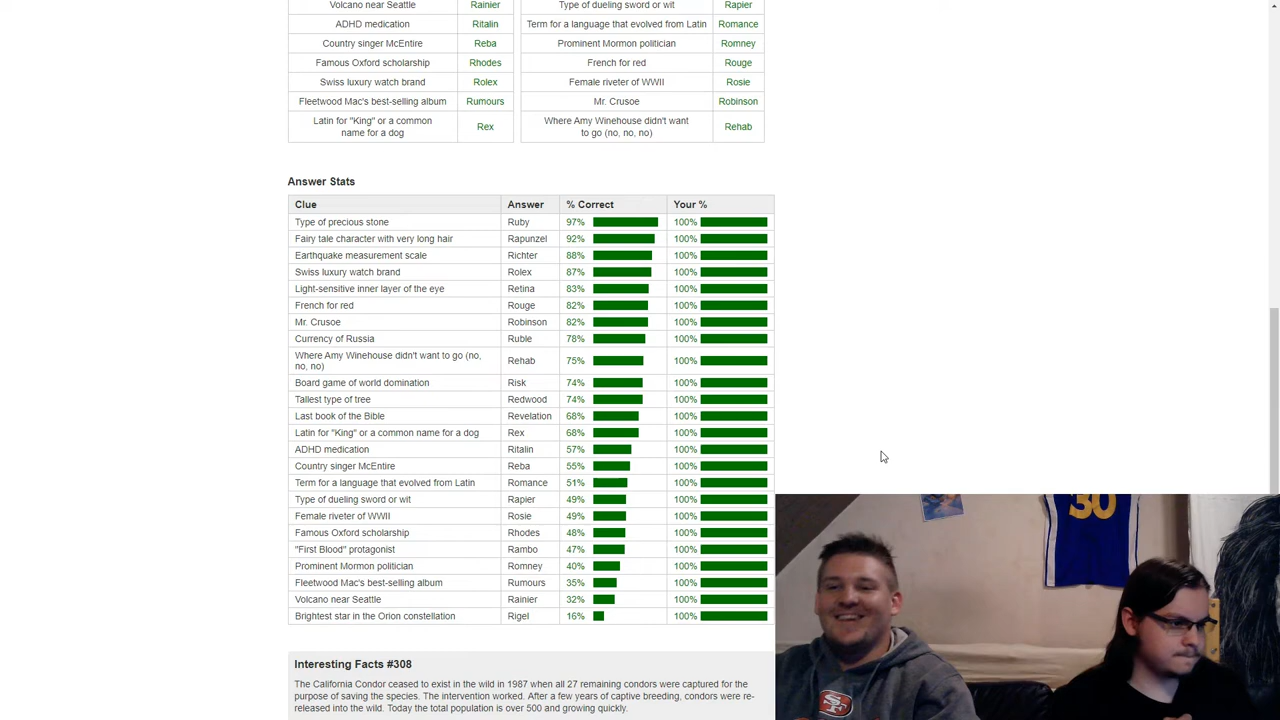 Volcano near Seattle Rainier Type of dueling sword or wit Rapier
ADHD medication Ritalin Term for a language that evolved from Latin Romance
Country singer McEntire Reba Prominent Mormon politician Romney
Famous Oxford scholarship Rhodes French for red Rouge
Swiss luxury watch brand Rolex Female riveter of WWII Rosie
Fleetwood Mac's best-selling album Rumours Mr. Crusoe Robinson
Latin for "King" or a common
name for a dog
Rex
Where Amy Winehouse didn't want
to go (no, no, no)
Rehab
Answer Stats
Clue Answer % Correct Your %
Type of precious stone Ruby 97% 100%
Fairy tale character with very long hair Rapunzel 92% 100%
Earthquake measurement scale Richter 88% 100%
Swiss luxury watch brand Rolex 87% 100%
Light-sensitive inner layer of the eye Retina 83% 100%
French for red Rouge 82% 100%
Mr. Crusoe Robinson 82% 100%
Currency of Russia Ruble 78% 100%
Where Amy Winehouse didn't want to go (no,
no, no)
Rehab 75% 100%
Board game of world domination Risk 74% 100%
Tallest type of tree Redwood 74% 100%
Last book of the Bible Revelation 68% 100%
Latin for "King" or a common name for a dog Rex 68% 100%
ADHD medication Ritalin 57% 100%
Country singer McEntire Reba 55% 100%
Term for a language that evolved from Latin Romance 51% 100%
Type of dueling sword or wit Rapier 49% 100%
Female riveter of WWII Rosie 49% 100%
Famous Oxford scholarship Rhodes 48% 100%
"First Blood" protagonist Rambo 47% 100%
Prominent Mormon politician Romney 40% 100%
Fleetwood Mac's best-selling album Rumours 35% 100%
Volcano near Seattle Rainier 32% 100%
Brightest star in the Orion constellation Rigel 16% 100%
Interesting Facts #308
The California Condor ceased to exist in the wild in 1987 when all 27 remaining condors were captured for the
purpose of saving the species. The intervention worked. After a few years of captive breeding, condors were re-
released into the wild. Today the total population is over 500 and growing quickly.
30
SF